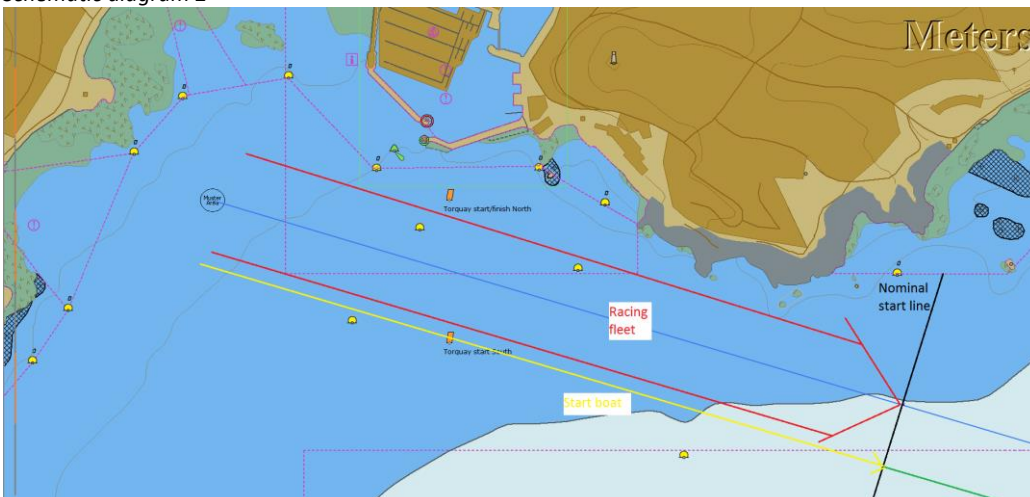 Schematic diagram 2
Meters
Muster
Area
Torquay start/finish North
Nominal
start line
Racing
fleet
Torquay start South
Start boat